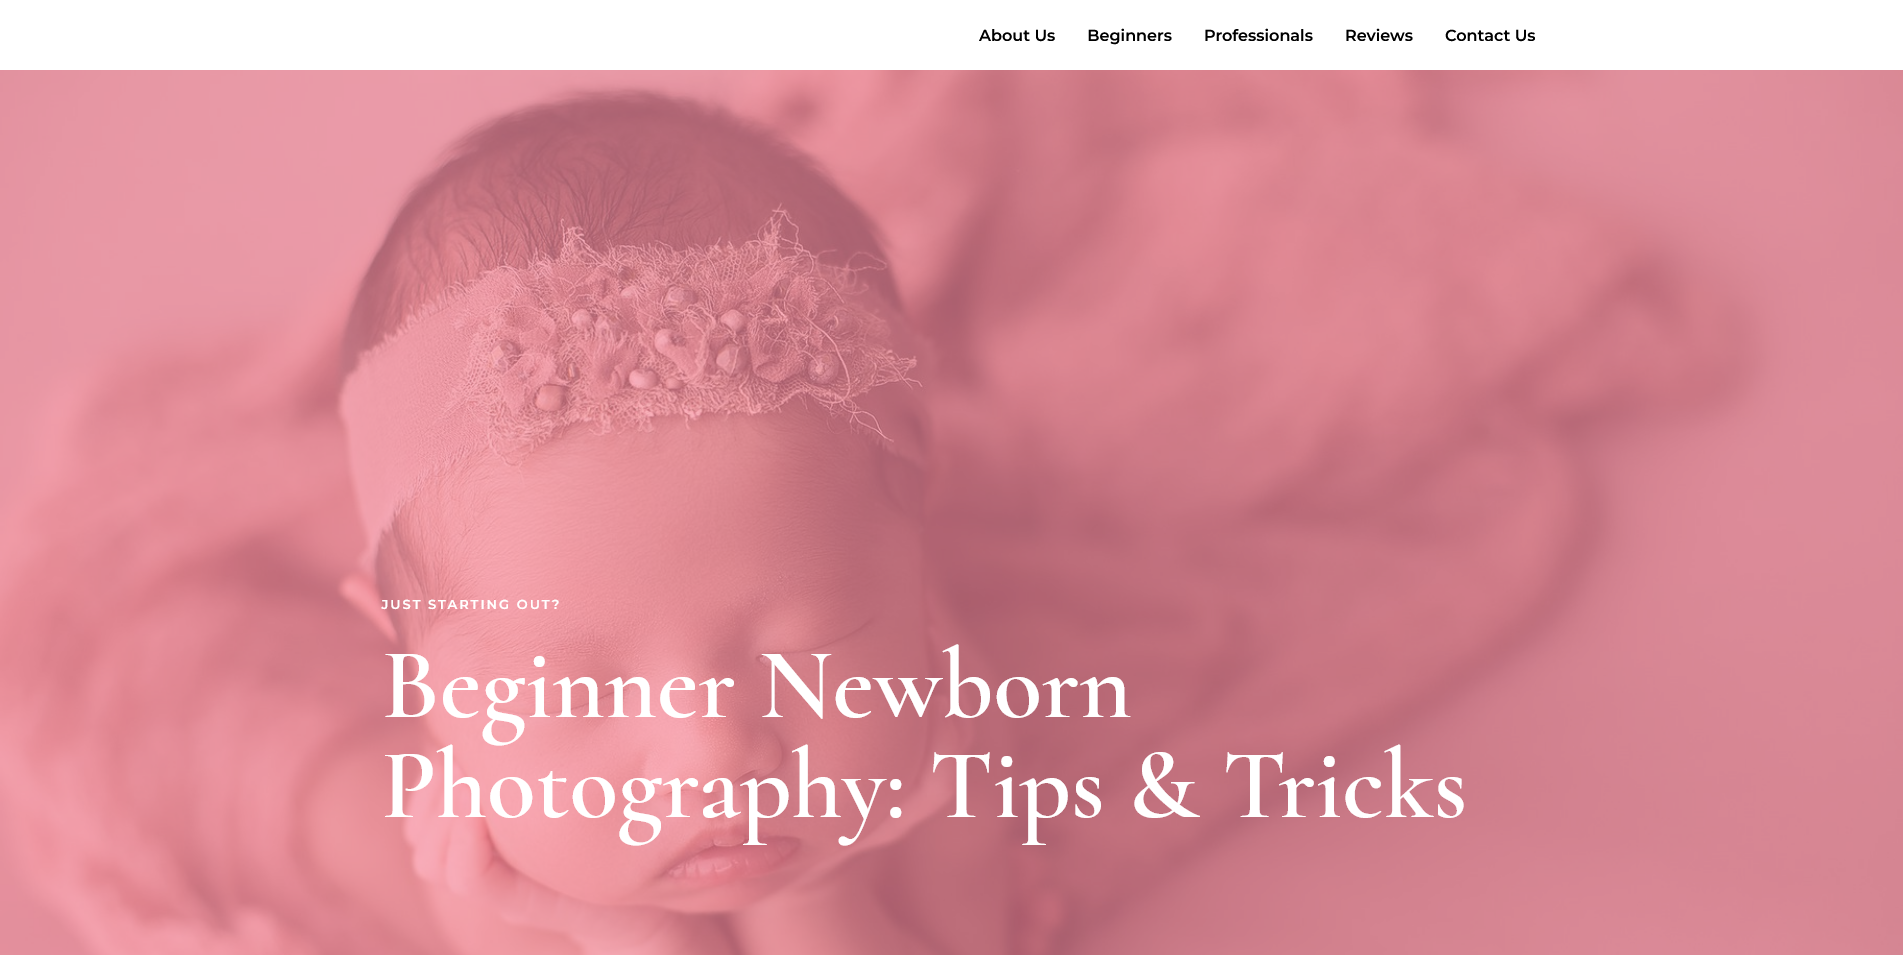 About Us Beginners Professionals Reviews Contact Us
JUST STARTING OUT?
Beginner Newborn
Photography: Tips & Tricks